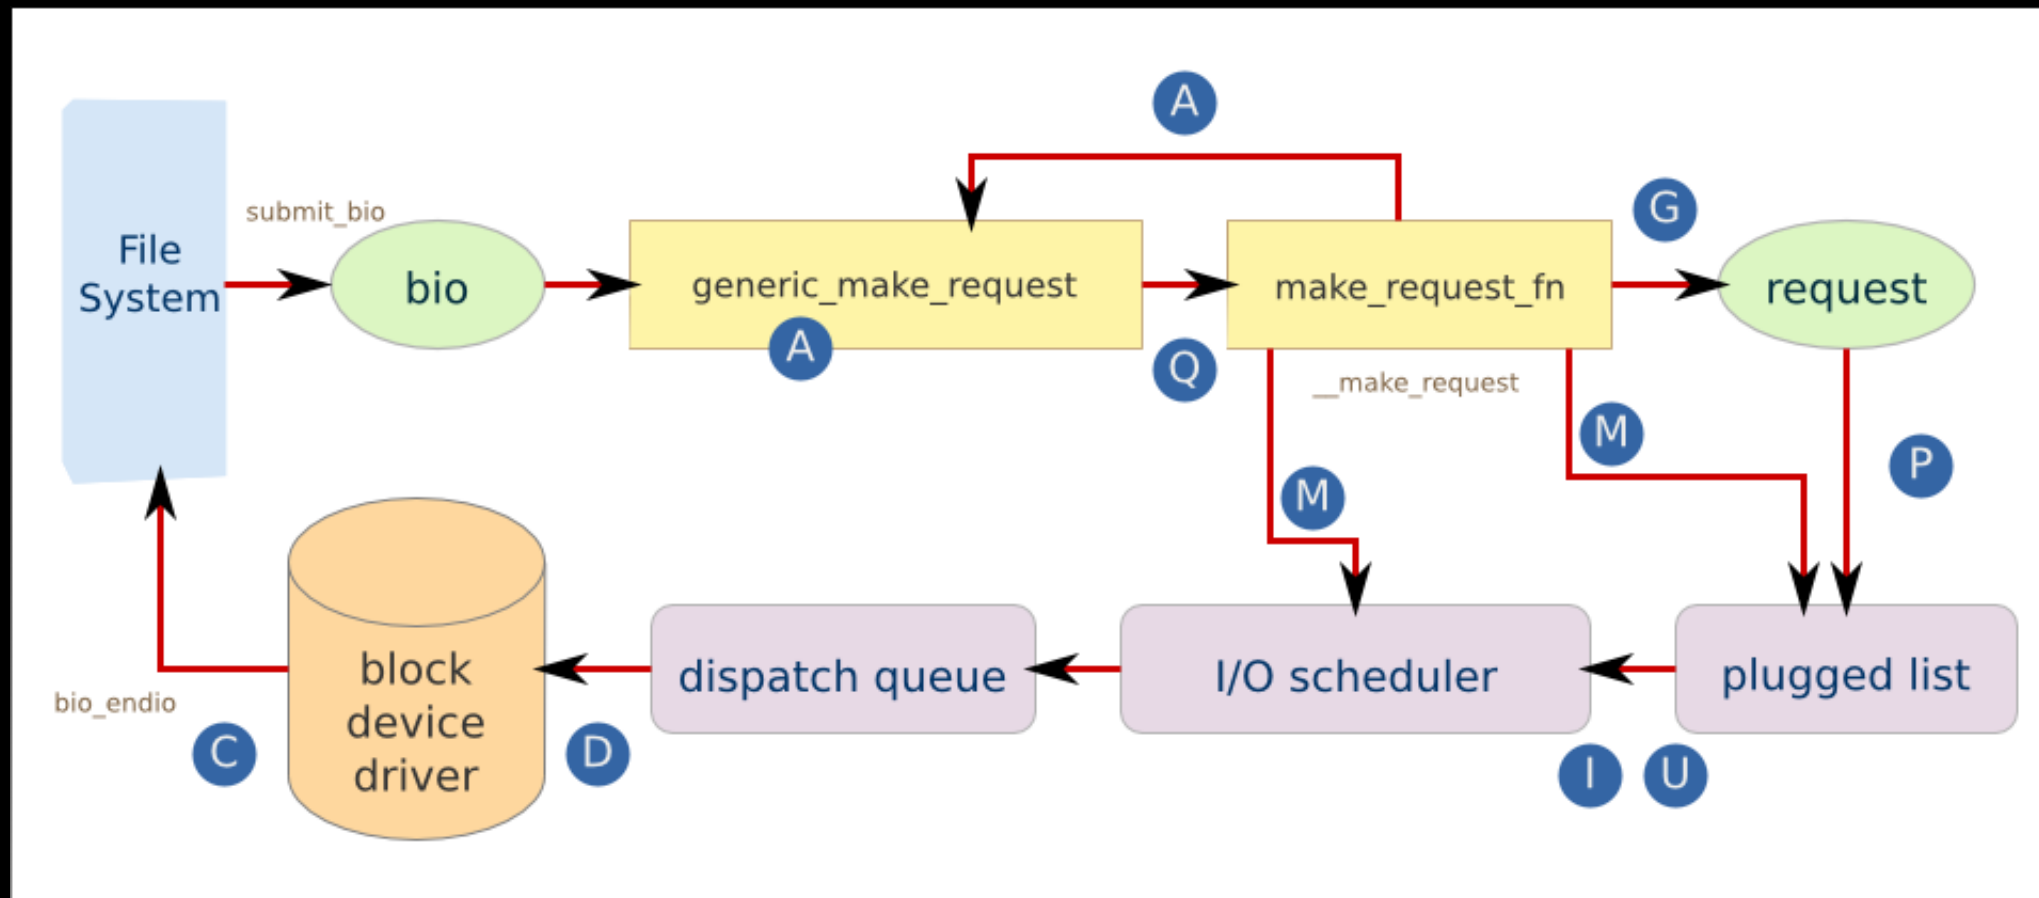 A
G
submit_bio
File
System
bio
generic_make_request
make_request_fn
request
A
Q
__make_request
M
P
M
block
device
driver
dispatch queue
I/O scheduler
plugged list
bio_endio
C
D
I
U